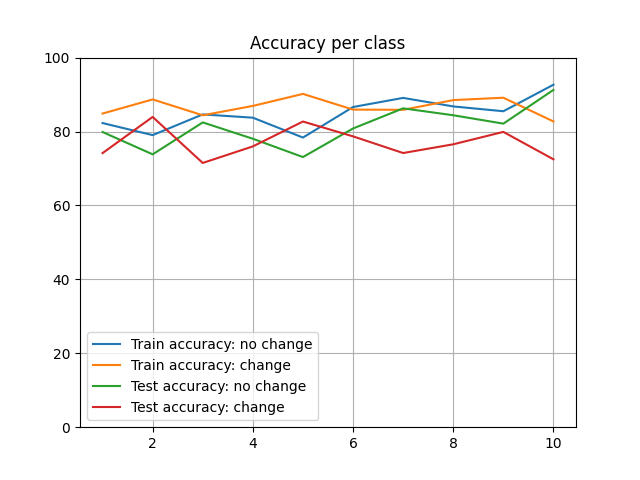 Accuracy per class
100
80
60
40
20
0
Train accuracy: no change
Train accuracy: change
Test accuracy: no change
Test accuracy: change
2 4 6 8 10